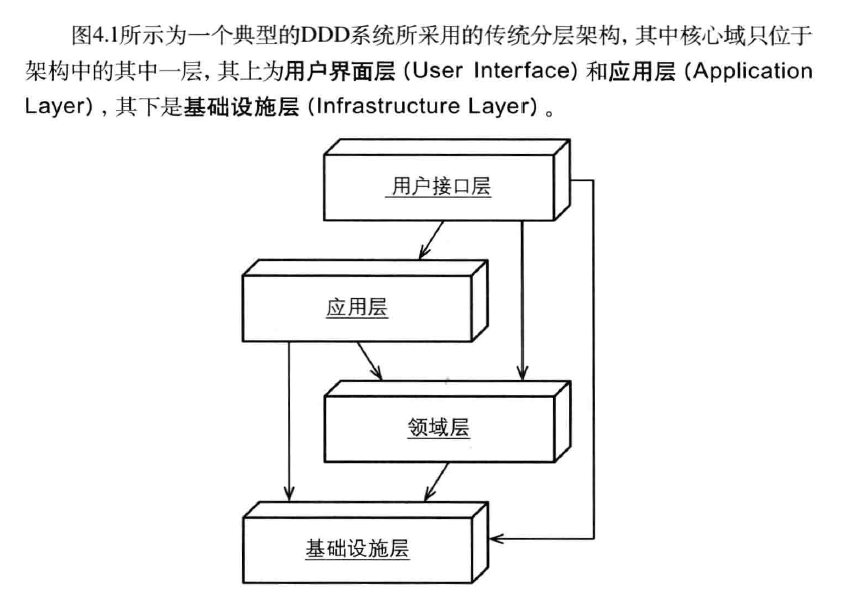 图4.1所示为一个典型的DDD系统所采用的传统分层架构，其中核心域只位于
架构中的其中一层，其上为用户界面层（User Interface）和应用层（Application
Layer），其下是基础设施层（Infrastructure Layer）。
用户接口层
应用层
领域层
基础设施层